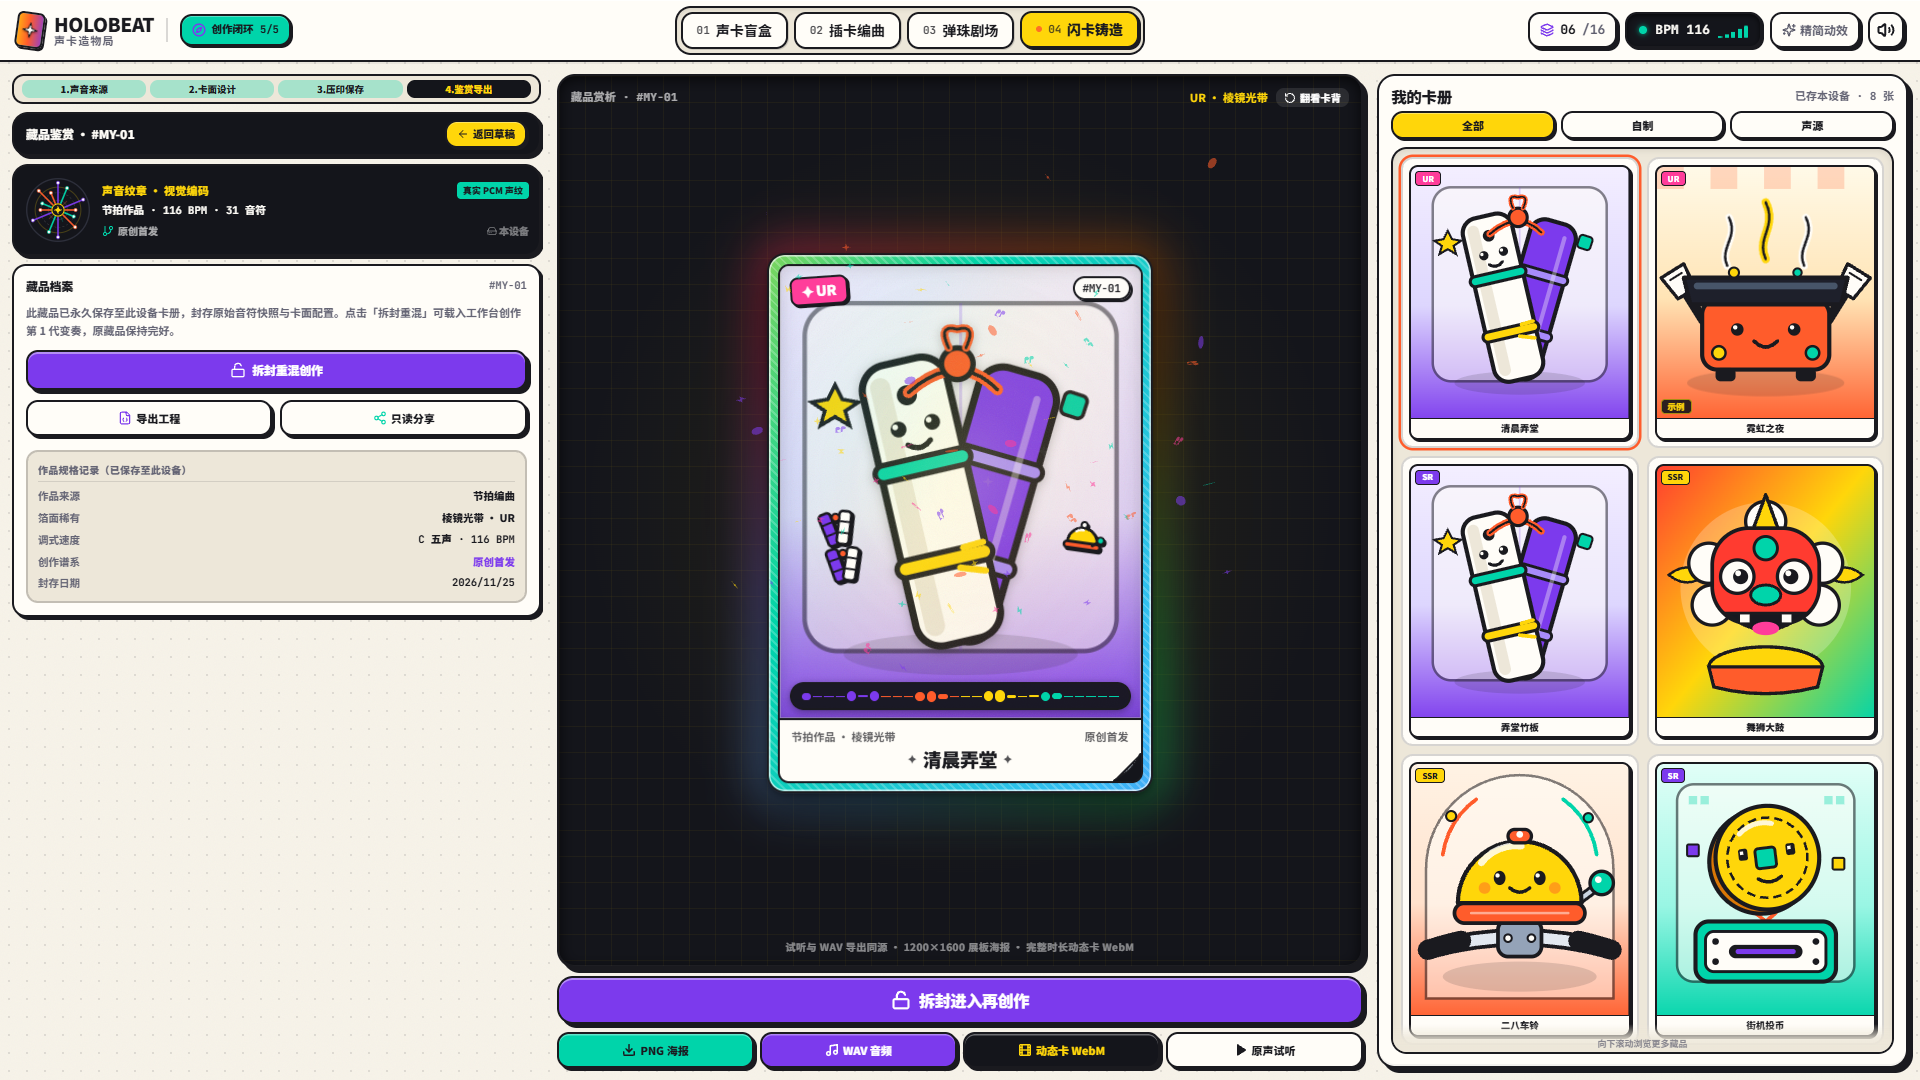 HOLOBEAT
声卡造物局
创作闭环 5/5
01 声卡盲盒
02 插卡编曲
03 弹珠剧场
04 闪卡铸造
06 /16
BPM 116
精简动效
1.声音来源
2.卡面设计
3.压印保存
4.鉴赏导出
藏品鉴赏 • #MY-01
返回草稿
声音纹章 • 视觉编码
真实 PCM 声纹
节拍作品 · 116 BPM · 31 音符
原创首发
本设备
藏品档案
#MY-01
此藏品已永久保存至此设备卡册，封存原始音符快照与卡面配置。点击「拆封重混」可载入工作台创作
第 1 代变奏，原藏品保持完好。
拆封重混创作
导出工程
只读分享
作品规格记录（已保存至此设备）
作品来源
节拍编曲
箔面稀有
棱镜光带 • UR
调式速度
C 五声 · 116 BPM
创作谱系
原创首发
封存日期
2026/11/25
藏品赏析 · #MY-01
UR • 棱镜光带
翻看卡背
✦ UR
#MY-01
节拍作品 • 棱镜光带
原创首发
✦ 清晨弄堂 ✦
试听与 WAV 导出同源 • 1200×1600 展板海报 • 完整时长动态卡 WebM
拆封进入再创作
PNG 海报
WAV 音频
动态卡 WebM
原声试听
我的卡册
已存本设备 · 8 张
全部
自制
声源
UR
清晨弄堂
UR
示例
霓虹之夜
SR
弄堂竹板
SSR
舞狮大鼓
SSR
二八车铃
SR
街机投币
向下滚动浏览更多藏品